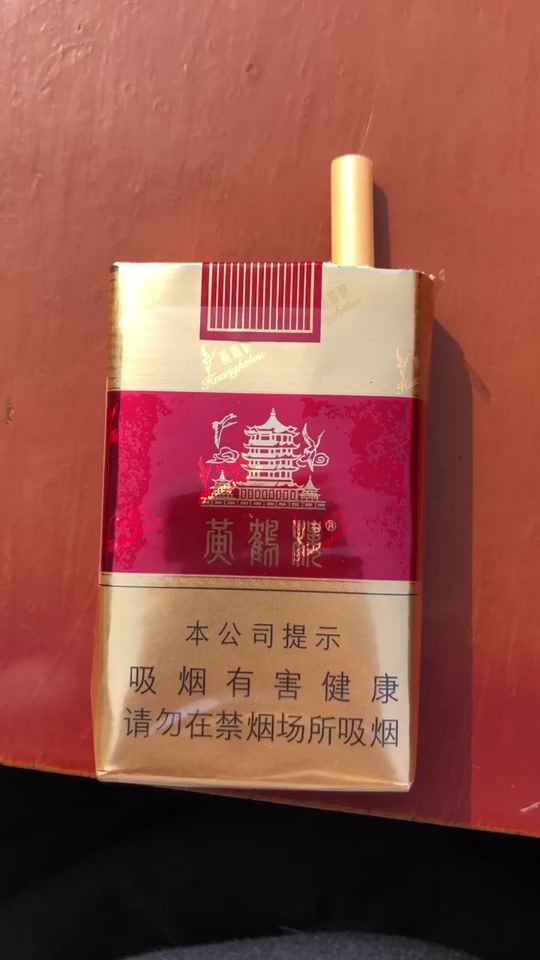 Huanghelou
黄鹤楼®
本公司提示
吸烟有害健康
请勿在禁烟场所吸烟